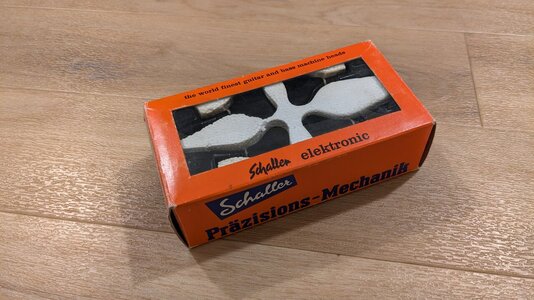 the world finest guitar and bass machine heads
Schaller elektronic
Schaller
Präzisions-Mechanik